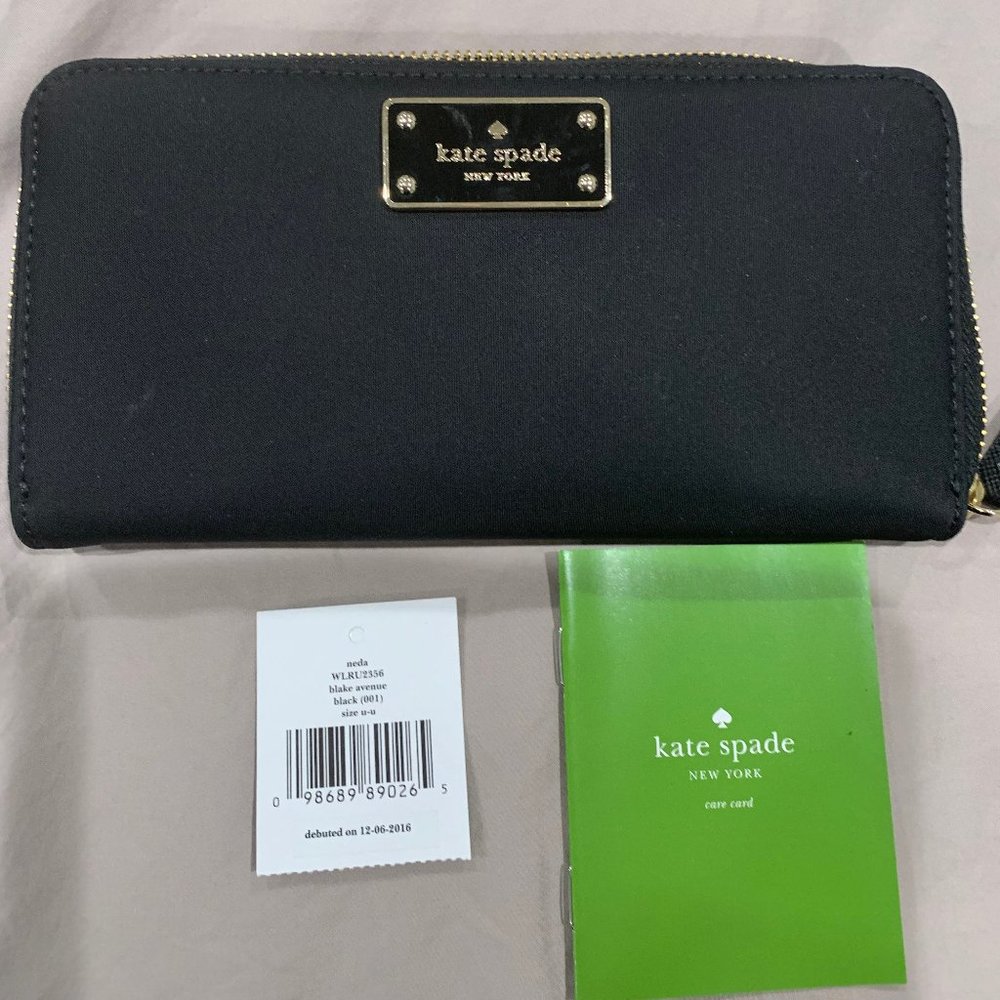 kate spade
NEW YORK
neda
WLRU2356
blake avenue
black (001)
size u-u
0 98689 89026 5
debuted on 12-06-2016
kate spade
NEW YORK
care card